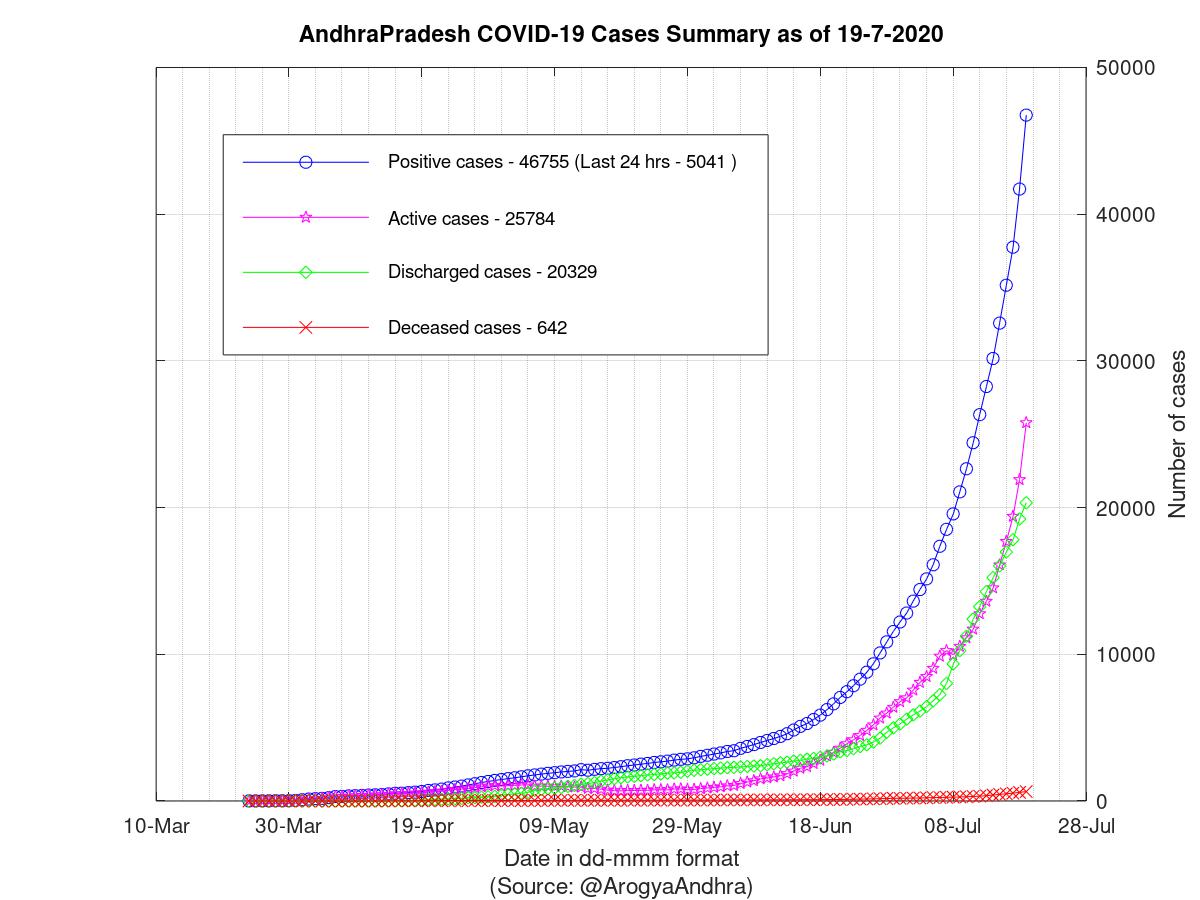 AndhraPradesh COVID-19 Cases Summary as of 19-7-2020
50000
40000
30000
20000
10000
0
Number of cases
Positive cases - 46755 (Last 24 hrs - 5041 )
Active cases - 25784
Discharged cases - 20329
Deceased cases - 642
10-Mar 30-Mar 19-Apr 09-May 29-May 18-Jun 08-Jul 28-Jul
Date in dd-mmm format
(Source: @ArogyaAndhra)